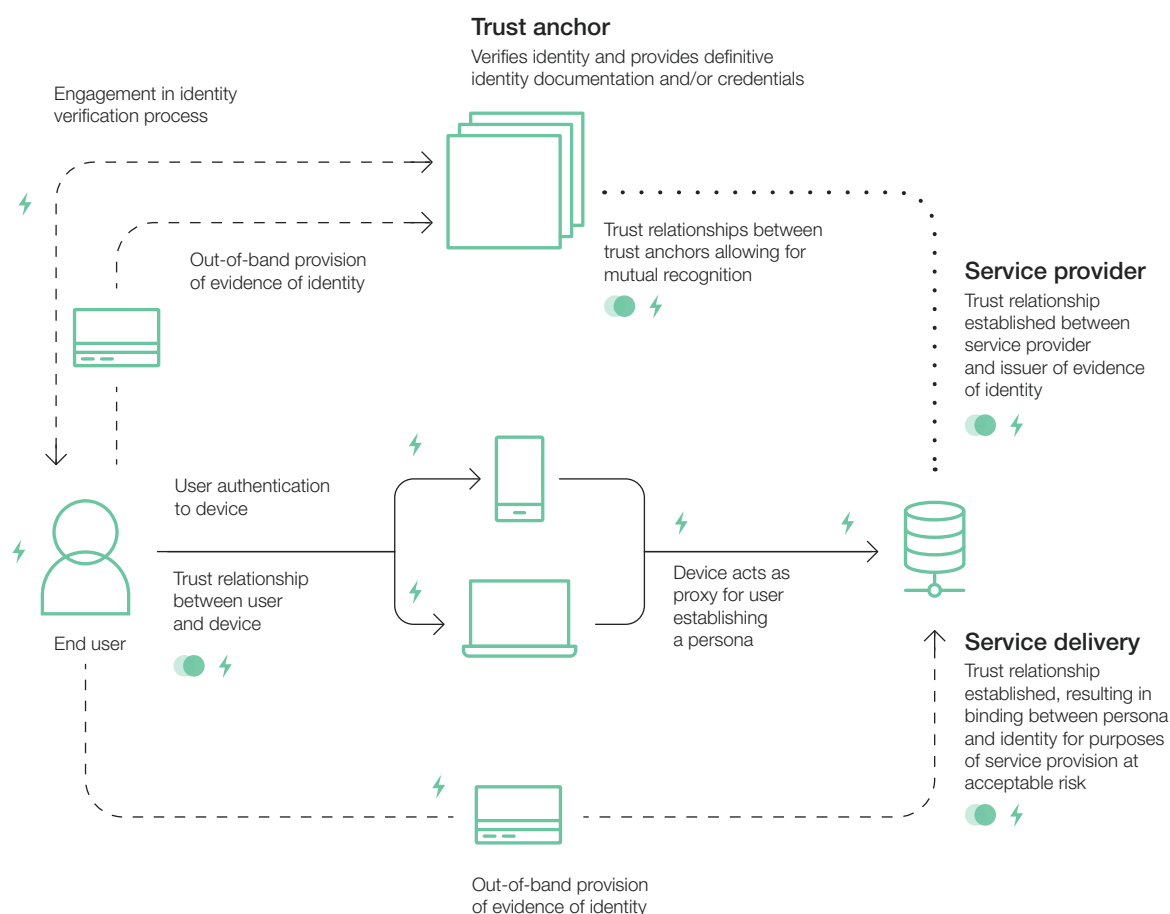 Trust anchor
Verifies identity and provides definitive
identity documentation and/or credentials
Engagement in identity
verification process
Out-of-band provision
of evidence of identity
Trust relationships between
trust anchors allowing for
mutual recognition
Service provider
Trust relationship
established between
service provider
and issuer of evidence
of identity
User authentication
to device
Trust relationship
between user
and device
End user
Device acts as
proxy for user
establishing
a persona
Service delivery
Trust relationship
established, resulting in
binding between persona
and identity for purposes
of service provision at
acceptable risk
Out-of-band provision
of evidence of identity